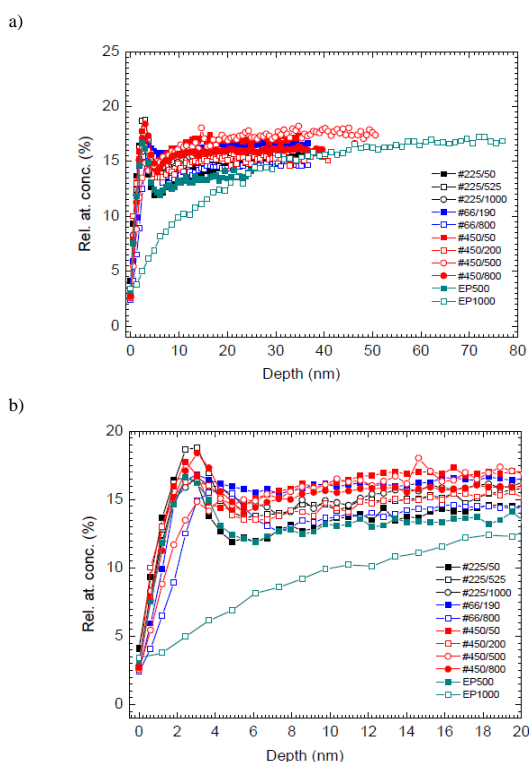 a)
25
20
15
10
5
0
Rel. at. conc. (%)
#225/50
#225/525
#225/1000
#66/190
#66/800
#450/50
#450/200
#450/500
#450/800
EP500
EP1000
0 10 20 30 40 50 60 70 80
Depth (nm)
b)
20
15
10
5
0
Rel. at. conc. (%)
#225/50
#225/525
#225/1000
#66/190
#66/800
#450/50
#450/200
#450/500
#450/800
EP500
EP1000
0 2 4 6 8 10 12 14 16 18 20
Depth (nm)